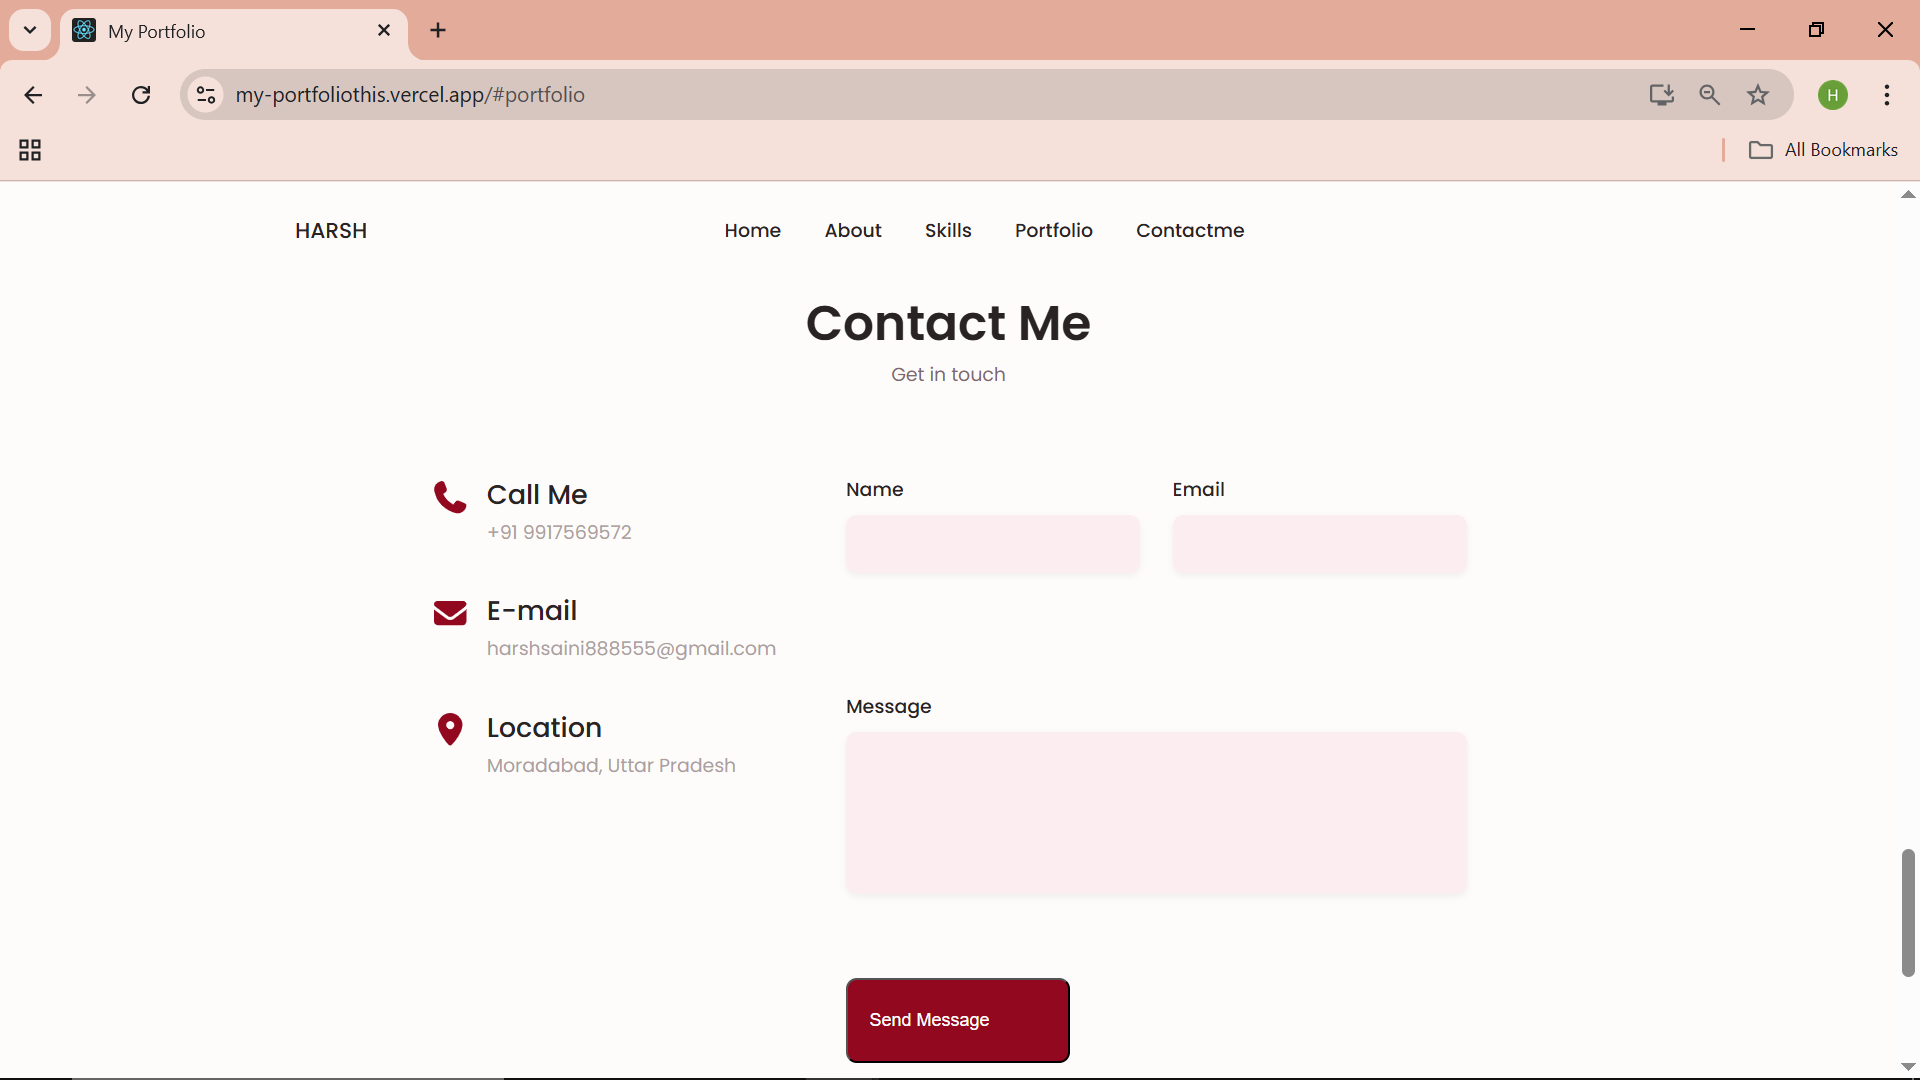 My Portfolio
my-portfoliothis.vercel.app/#portfolio
H
All Bookmarks
HARSH
Home About Skills Portfolio Contactme
Contact Me
Get in touch
Call Me
+91 9917569572
E-mail
harshsaini888555@gmail.com
Location
Moradabad, Uttar Pradesh
Name
Email
Message
Send Message